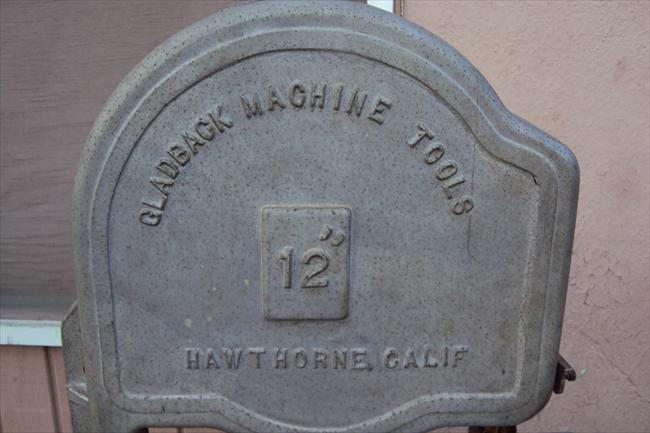 GLADBACK MACHINE TOOLS
12"
HAWTHORNE, CALIF